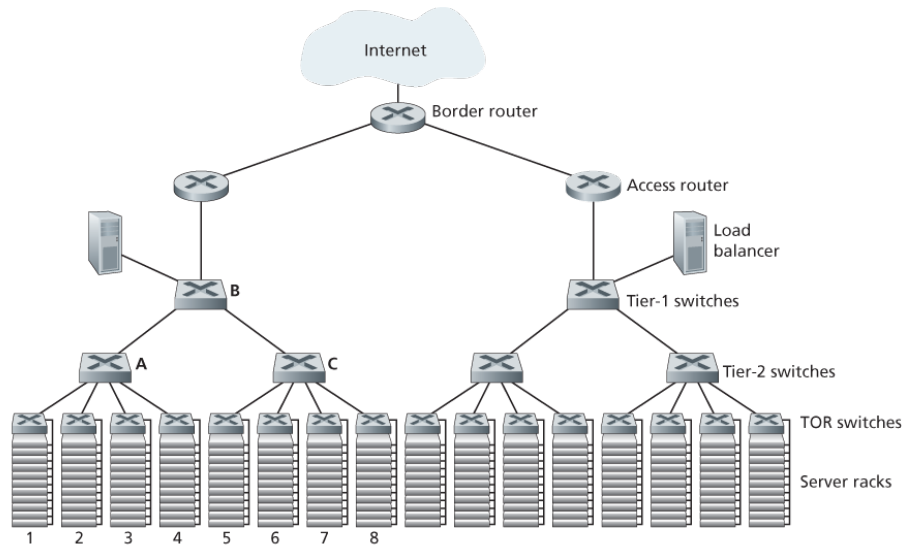 Internet
Border router
Access router
Load
balancer
B
Tier-1 switches
A
C
Tier-2 switches
TOR switches
Server racks
1 2 3 4 5 6 7 8